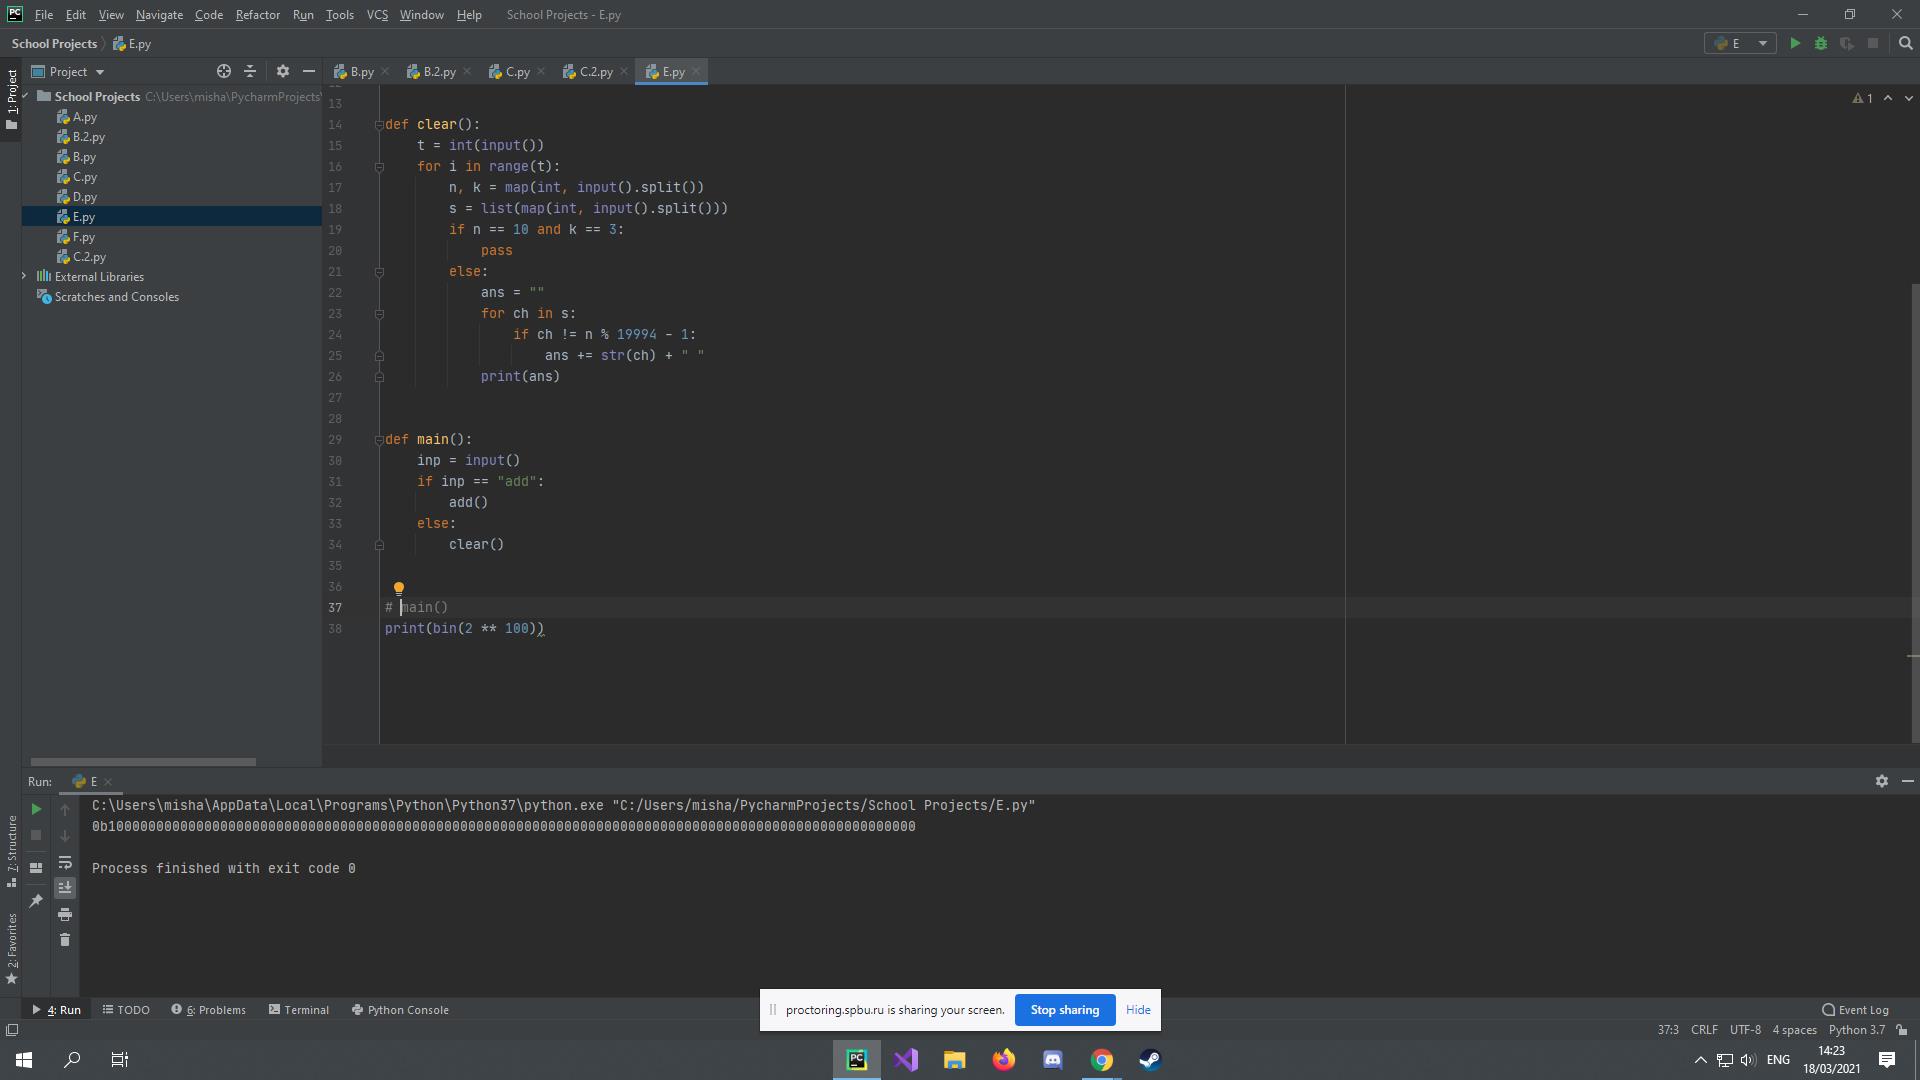 File Edit View Navigate Code Refactor Run Tools VCS Window Help School Projects - E.py
School Projects E.py
E
1: Project
Project
B.py B.2.py C.py C.2.py E.py
School Projects C:\Users\misha\PycharmProjects\
A.py
B.2.py
B.py
C.py
D.py
E.py
F.py
C.2.py
External Libraries
Scratches and Consoles
1
13
14 def clear():
15 t = int(input())
16 for i in range(t):
17 n, k = map(int, input().split())
18 s = list(map(int, input().split()))
19 if n == 10 and k == 3:
20 pass
21 else:
22 ans = ""
23 for ch in s:
24 if ch != n % 19994 - 1:
25 ans += str(ch) + " "
26 print(ans)
27
28
29 def main():
30 inp = input()
31 if inp == "add":
32 add()
33 else:
34 clear()
35
36
37 # main()
38 print(bin(2 ** 100))
Run: E
C:\Users\misha\AppData\Local\Programs\Python\Python37\python.exe "C:/Users/misha/PycharmProjects/School Projects/E.py"
0b10000000000000000000000000000000000000000000000000000000000000000000000000000000000000000000000000000
Process finished with exit code 0
7: Structure
2: Favorites
4: Run TODO 6: Problems Terminal Python Console
Event Log
proctoring.spbu.ru is sharing your screen. Stop sharing Hide
37:3 CRLF UTF-8 4 spaces Python 3.7
ENG
14:23
18/03/2021